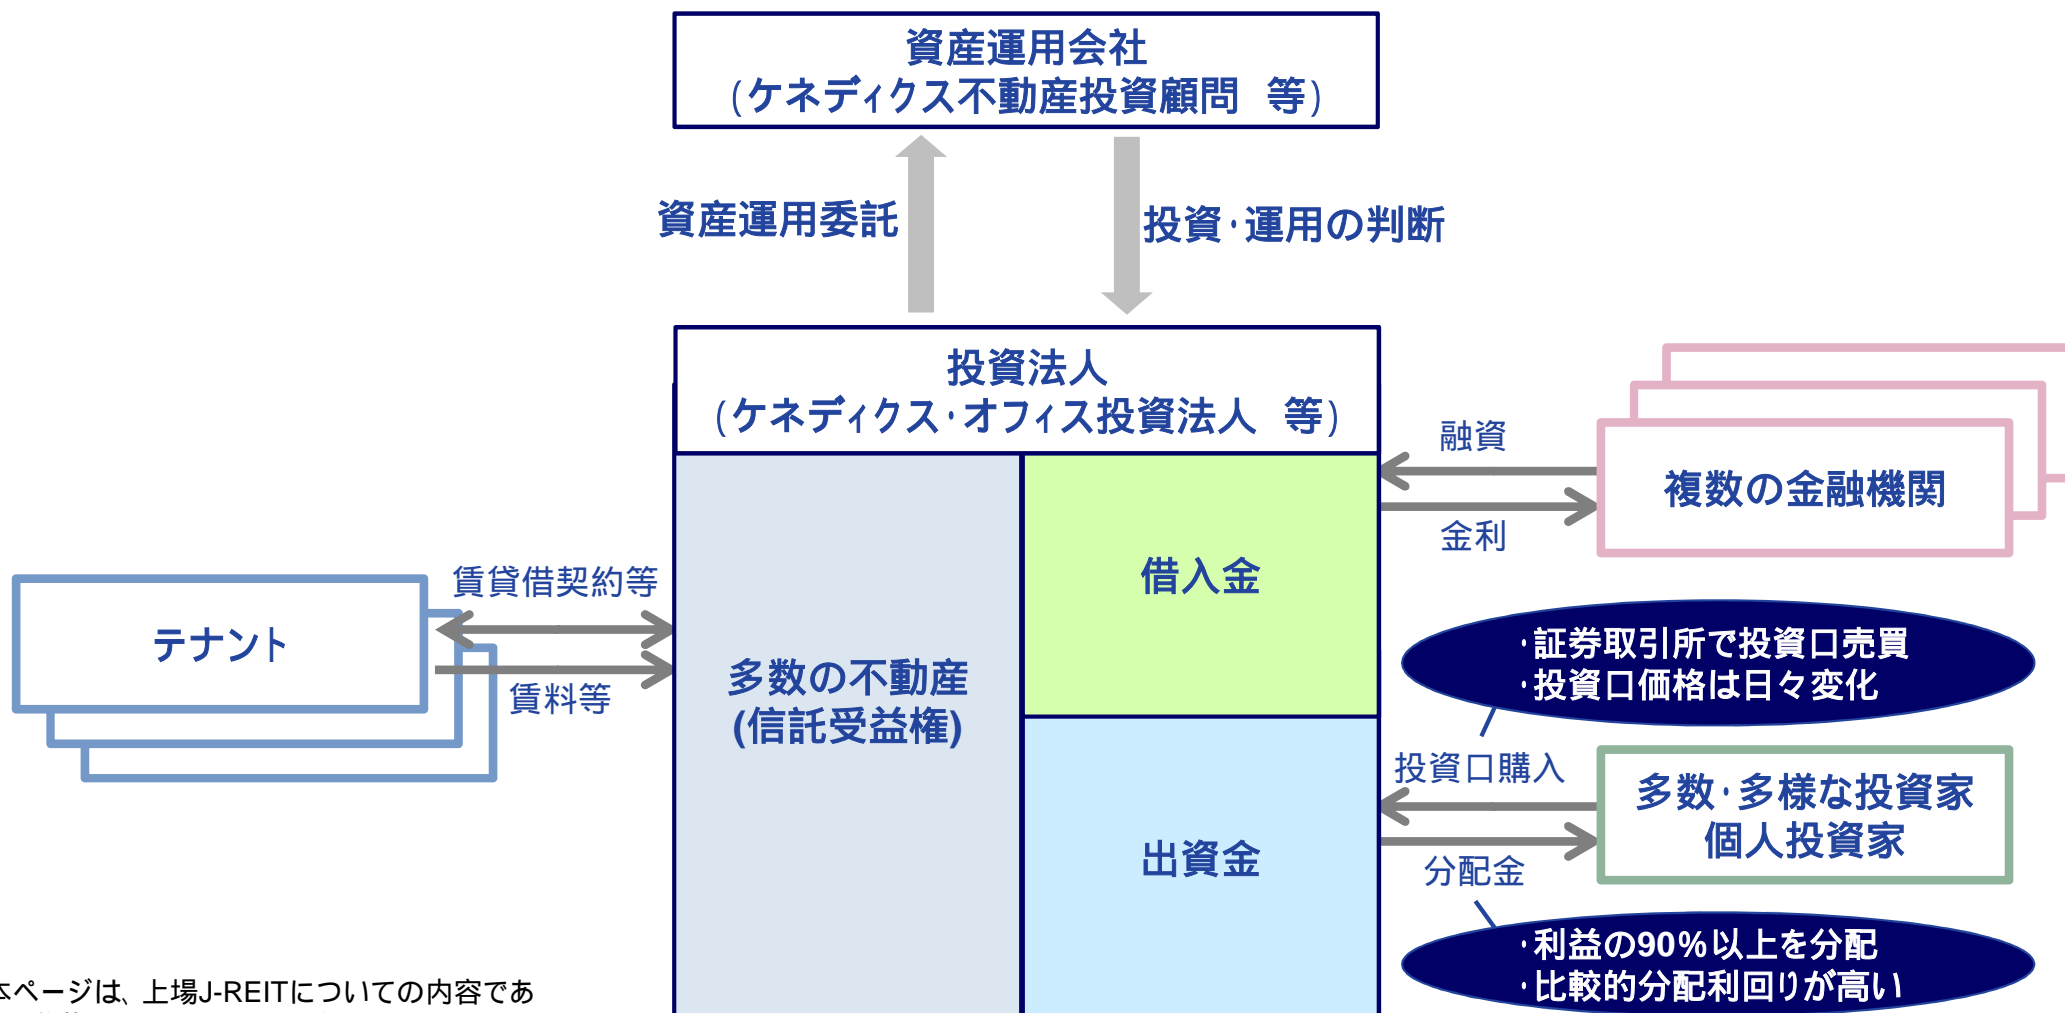 資産運用会社
(ケネディクス不動産投資顧問 等)
資産運用委託
投資・運用の判断
投資法人
(ケネディクス・オフィス投資法人 等)
融資
複数の金融機関
金利
借入金
賃貸借契約等
テナント
賃料等
多数の不動産
(信託受益権)
・証券取引所で投資口売買
・投資口価格は日々変化
投資口購入
多数・多様な投資家
個人投資家
出資金
分配金
・利益の90%以上を分配
・比較的分配利回りが高い
本ページは、上場J-REITについての内容であ